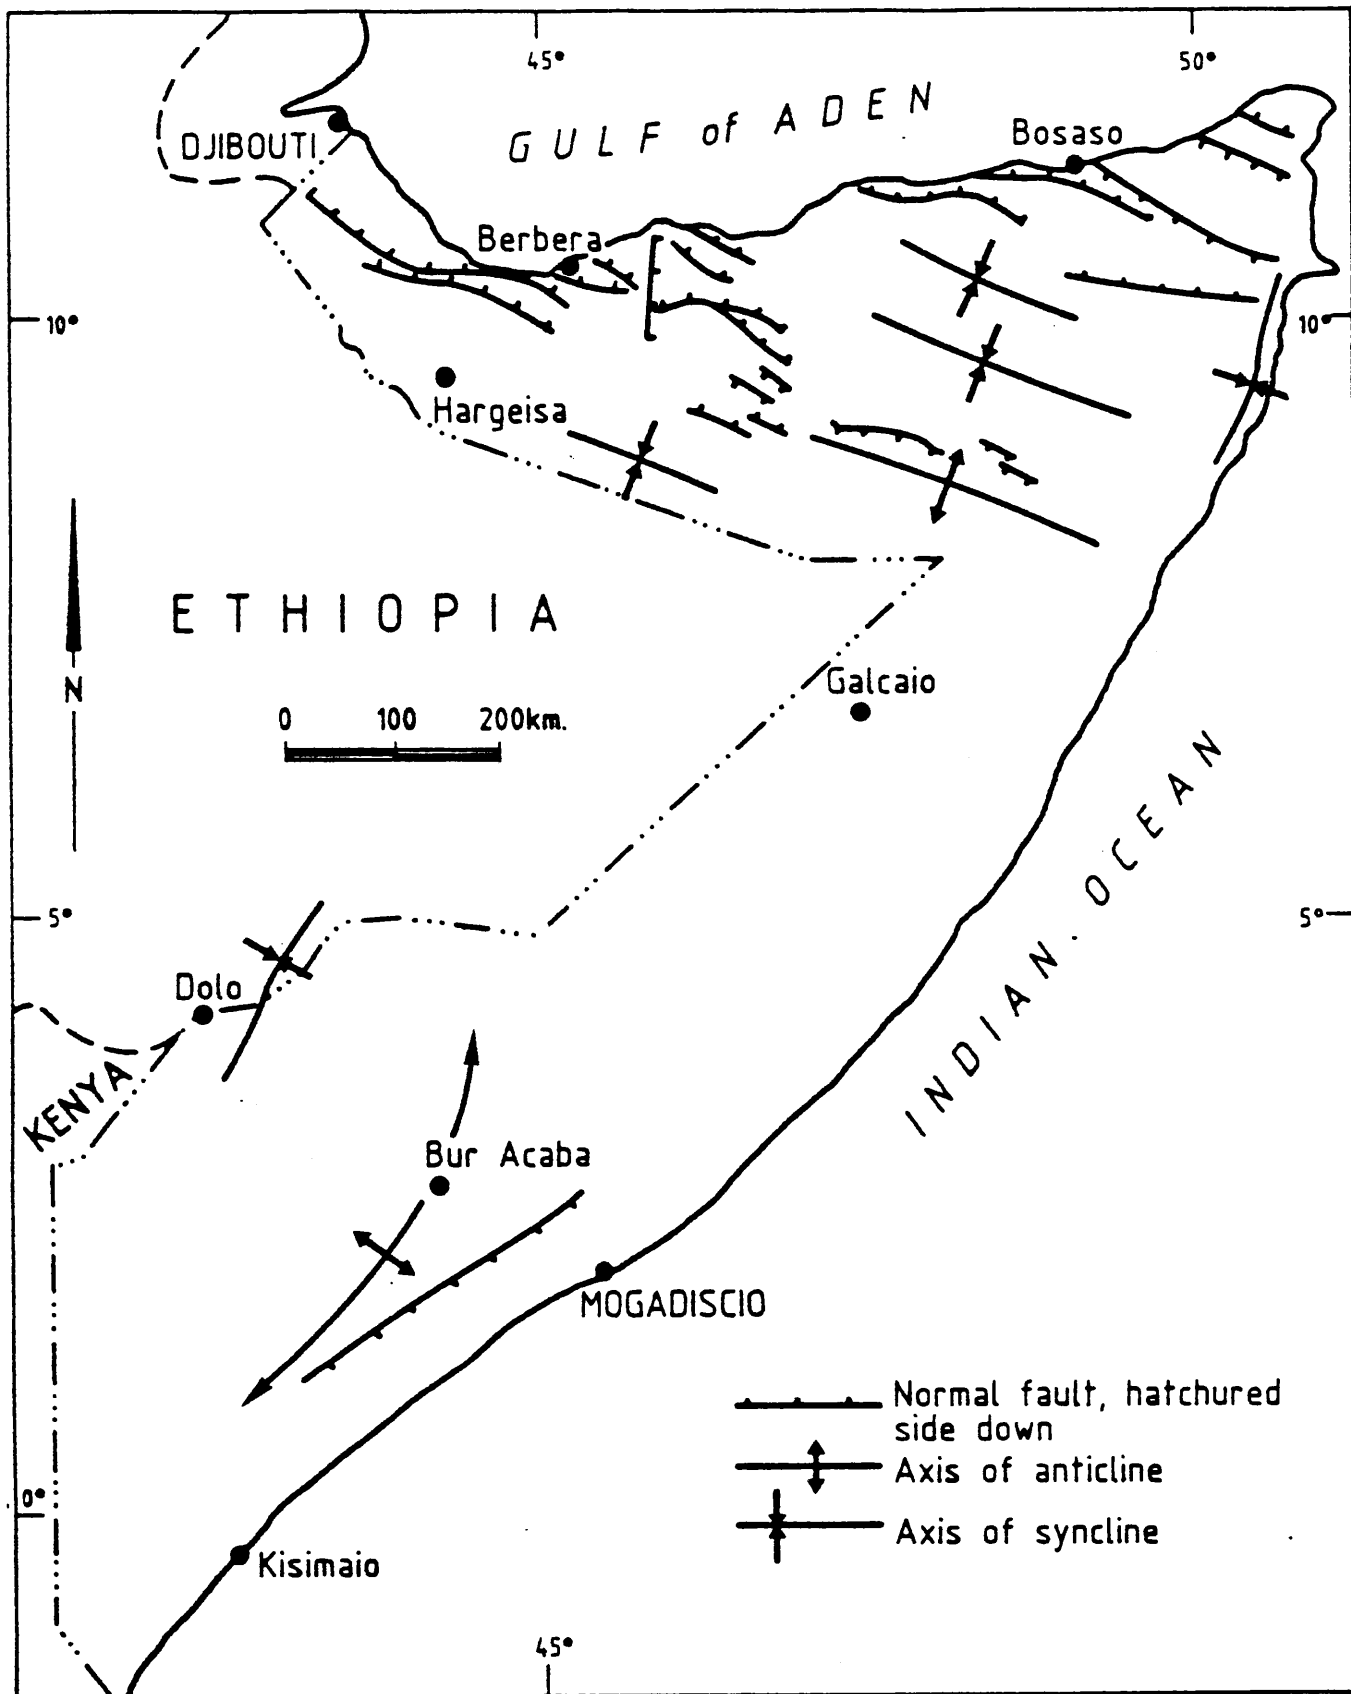 45°
50°
GULF of ADEN
Bosaso
DJIBOUTI
Berbera
10°
10°
Hargeisa
ETHIOPIA
N
Galcaio
0 100 200km.
INDIAN OCEAN
5°
5°
Dolo
KENYA
Bur Acaba
MOGADISCIO
Normal fault, hatchured
side down
Axis of anticline
Axis of syncline
0°
Kisimaio
45°